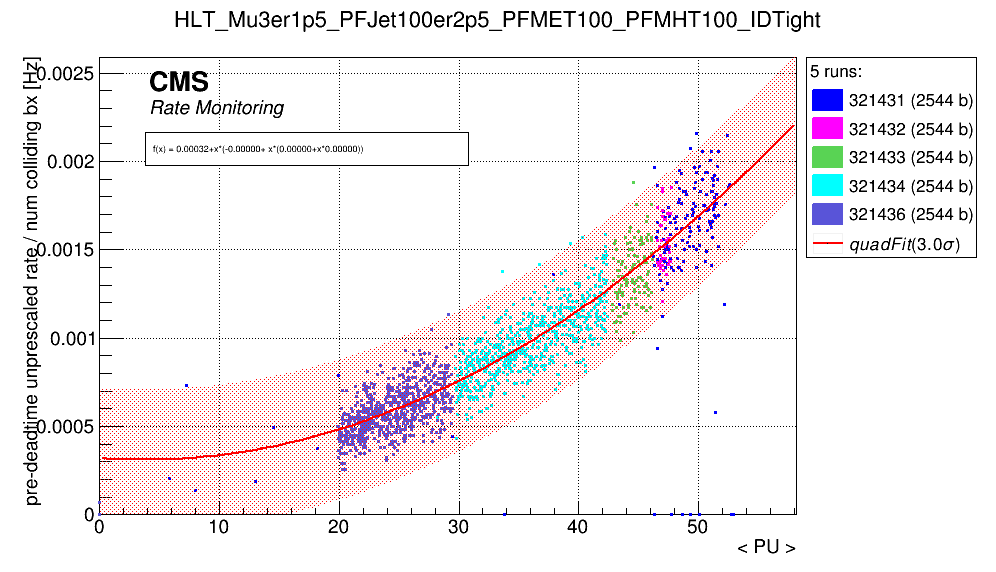 HLT_Mu3er1p5_PFJet100er2p5_PFMET100_PFMHT100_IDTight
pre-deadtime unprescaled rate / num colliding bx [Hz]
CMS
Rate Monitoring
f(x) = 0.00032+x*(-0.00000+ x*(0.00000+x*0.00000))
0.0025
0.002
0.0015
0.001
0.0005
0
0 10 20 30 40 50
< PU >
5 runs:
321431 (2544 b)
321432 (2544 b)
321433 (2544 b)
321434 (2544 b)
321436 (2544 b)
quadFit(3.0σ)